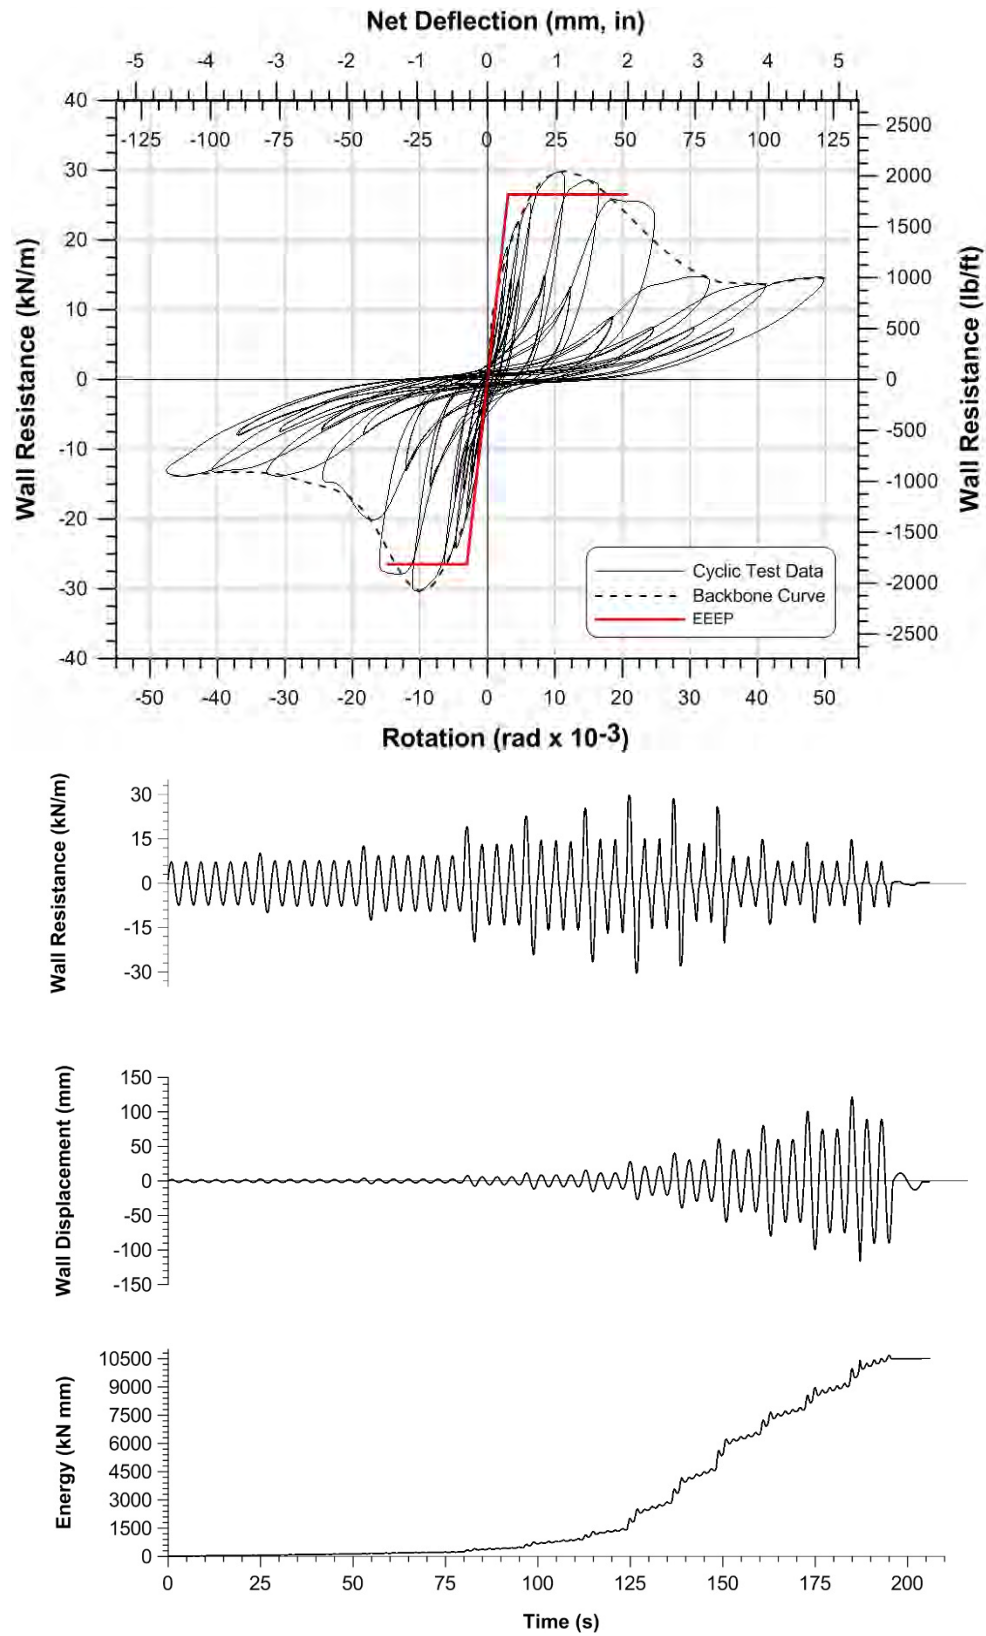 Net Deflection (mm, in)
-5 -4 -3 -2 -1 0 1 2 3 4 5
40
-125 -100 -75 -50 -25 0 25 50 75 100 125
2500
30
2000
20
1500
10
1000
500
0
0
-10
-500
-1000
-20
-1500
-30
-2000
-2500
-40
Wall Resistance (kN/m)
Wall Resistance (lb/ft)
Cyclic Test Data
Backbone Curve
EEEP
-50 -40 -30 -20 -10 0 10 20 30 40 50
Rotation (rad x 10-3)
Wall Resistance (kN/m)
30
15
0
-15
-30
Wall Displacement (mm)
150
100
50
0
-50
-100
-150
Energy (kN mm)
10500
9000
7500
6000
4500
3000
1500
0
0 25 50 75 100 125 150 175 200
Time (s)